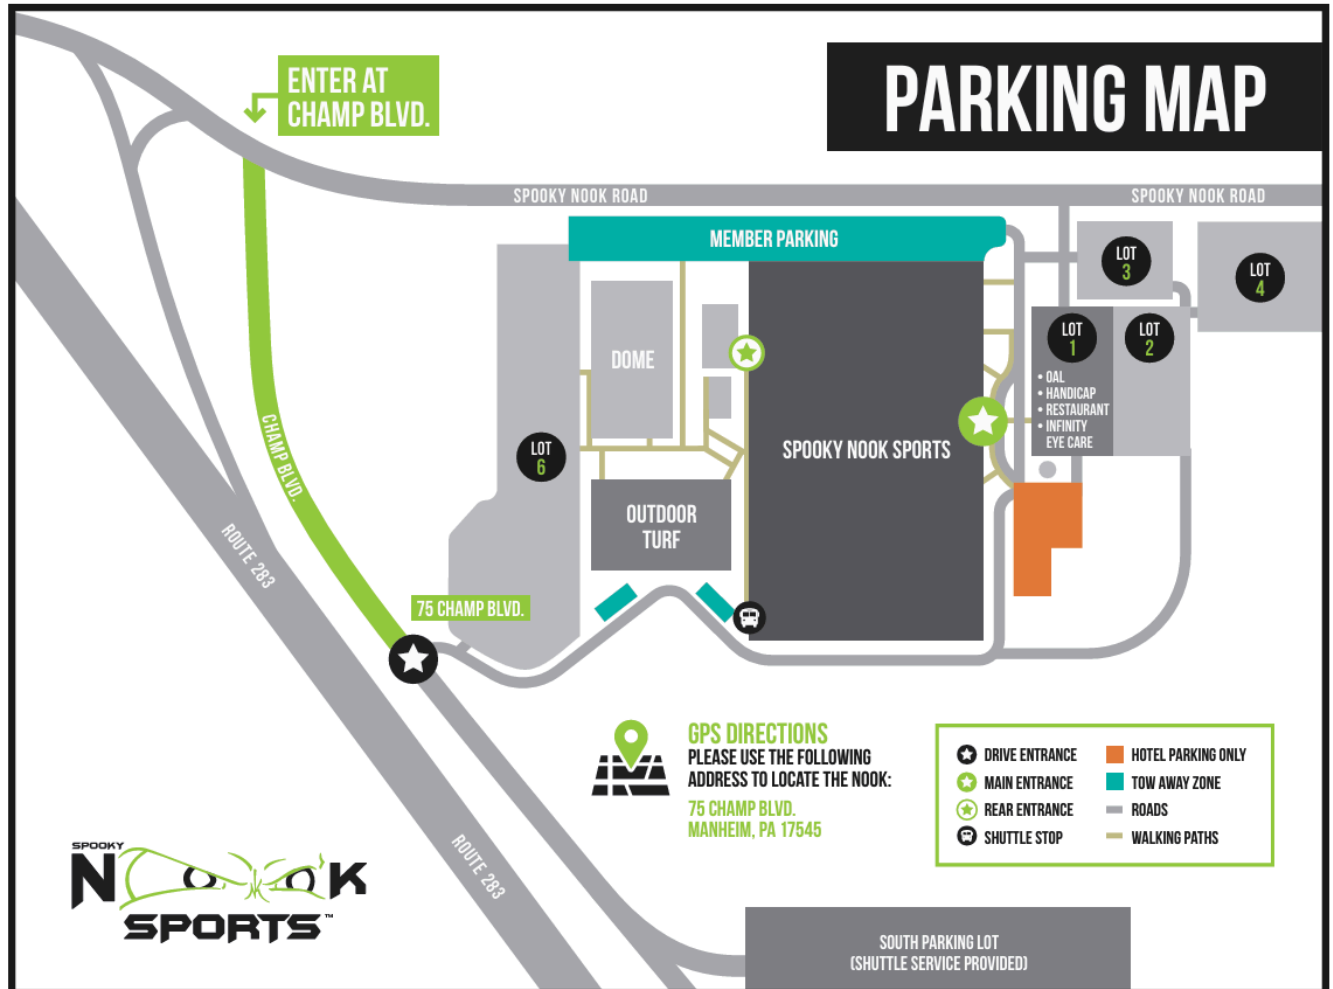 ENTER AT
CHAMP BLVD.
PARKING MAP
SPOOKY NOOK ROAD
SPOOKY NOOK ROAD
MEMBER PARKING
LOT
3
LOT
4
LOT
1
LOT
2
• OAL
• HANDICAP
• RESTAURANT
• INFINITY
EYE CARE
DOME
SPOOKY NOOK SPORTS
LOT
6
OUTDOOR
TURF
CHAMP BLVD.
ROUTE 283
75 CHAMP BLVD.
GPS DIRECTIONS
PLEASE USE THE FOLLOWING
ADDRESS TO LOCATE THE NOOK:
75 CHAMP BLVD.
MANHEIM, PA 17545
DRIVE ENTRANCE
MAIN ENTRANCE
REAR ENTRANCE
SHUTTLE STOP
HOTEL PARKING ONLY
TOW AWAY ZONE
ROADS
WALKING PATHS
ROUTE 283
SPOOKY
NOOK
SPORTS™
SOUTH PARKING LOT
(SHUTTLE SERVICE PROVIDED)